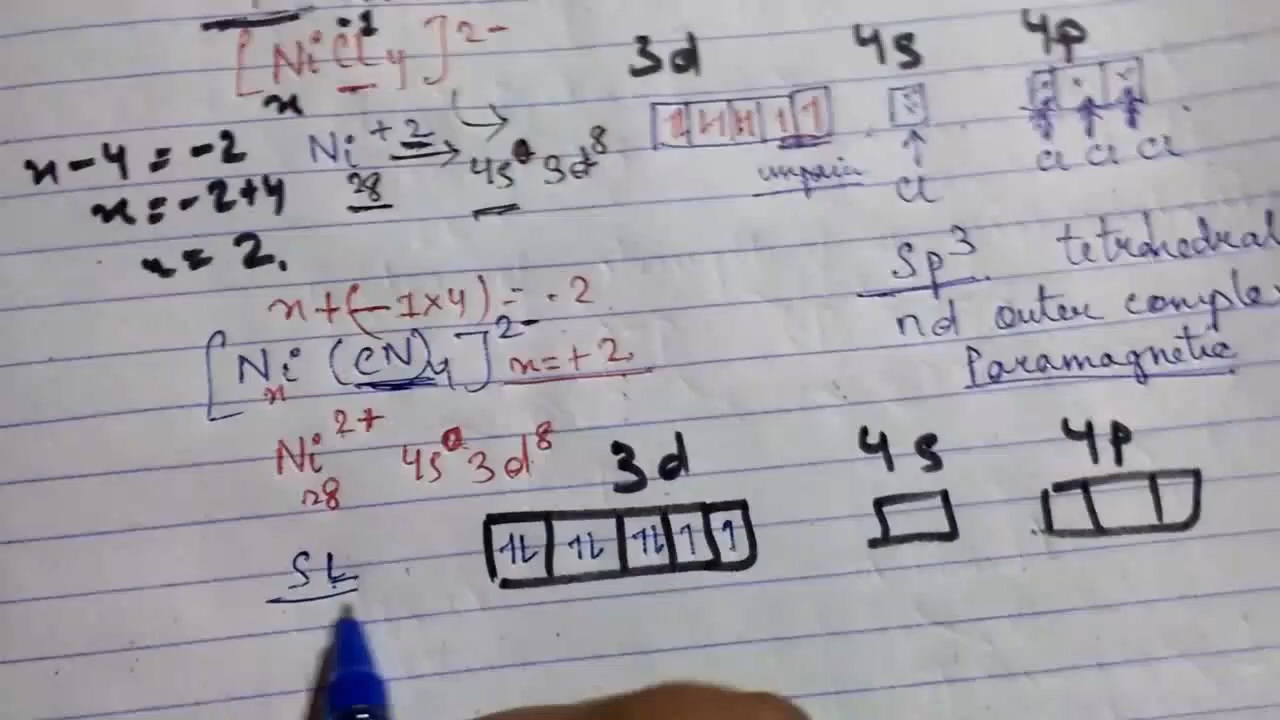 [NiCl4]2- 3d 4s 4p
x
x - 4 = -2 Ni+2 4s0 3d8
x = -2+4 28 unpair Cl Cl Cl Cl
x = 2.
Sp3 tetrahedral
x+(-1×4) = -2
nd outer complex
[Ni(CN)4]2- x=+2
x
Paramagnetic
Ni2+ 4s0 3d8 3d 4s 4p
28
SL